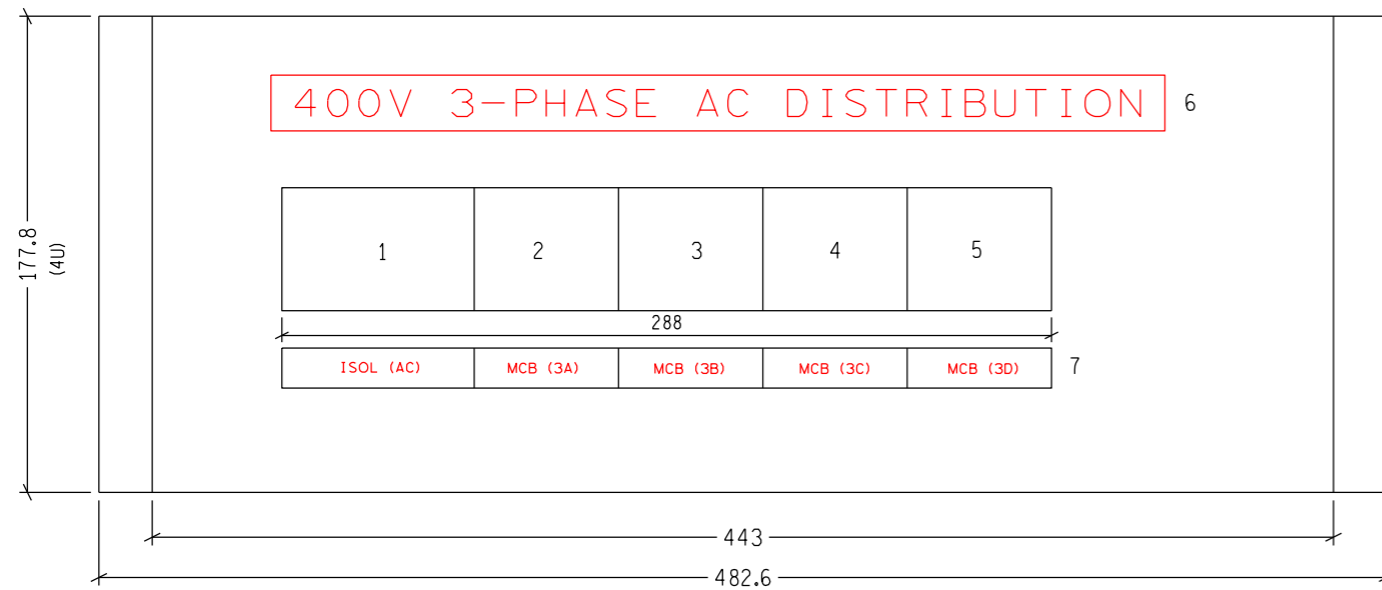 400V 3-PHASE AC DISTRIBUTION
6
177.8
(4U)
1 2 3 4 5
288
ISOL (AC) MCB (3A) MCB (3B) MCB (3C) MCB (3D)
7
443
482.6